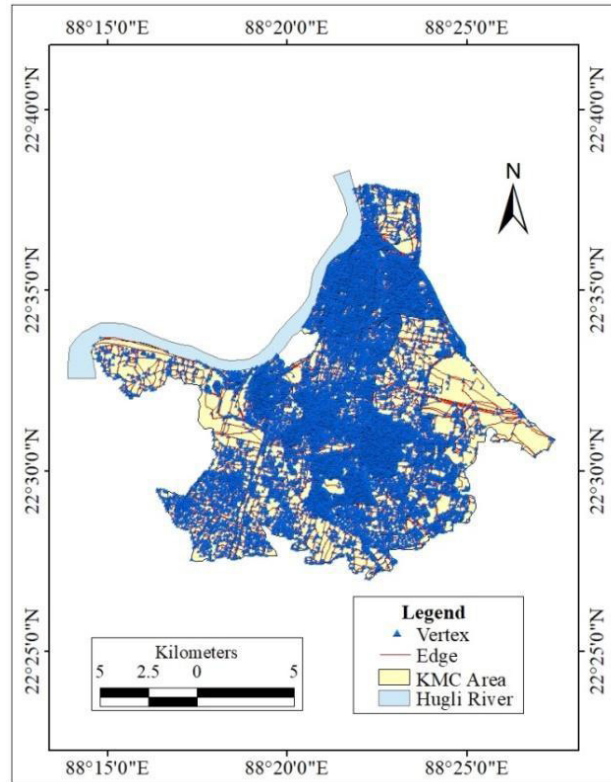 88°15'0"E 88°20'0"E 88°25'0"E
22°40'0"N 22°40'0"N
N
22°35'0"N 22°35'0"N
22°30'0"N 22°30'0"N
22°25'0"N 22°25'0"N
Legend
Vertex
Edge
KMC Area
Hugli River
Kilometers
5 2.5 0 5
88°15'0"E 88°20'0"E 88°25'0"E